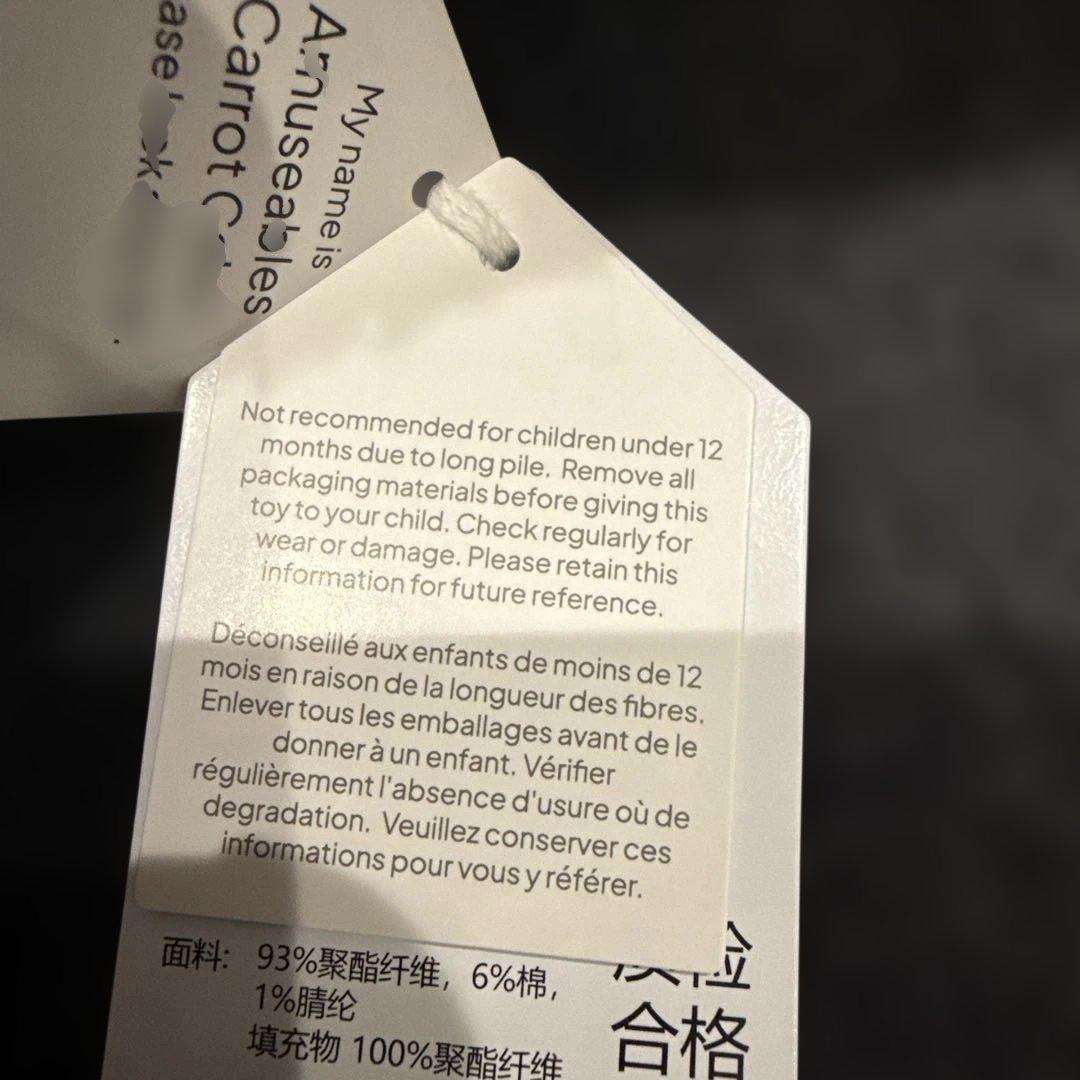 My name is
Amuseables
Carrot
Not recommended for children under 12
months due to long pile. Remove all
packaging materials before giving this
toy to your child. Check regularly for
wear or damage. Please retain this
information for future reference.
Déconseillé aux enfants de moins de 12
mois en raison de la longueur des fibres.
Enlever tous les emballages avant de le
donner à un enfant. Vérifier
régulièrement l'absence d'usure où de
degradation. Veuillez conserver ces
informations pour vous y référer.
面料: 93%聚酯纤维, 6%棉,
1%腈纶
填充物 100%聚酯纤维
合格